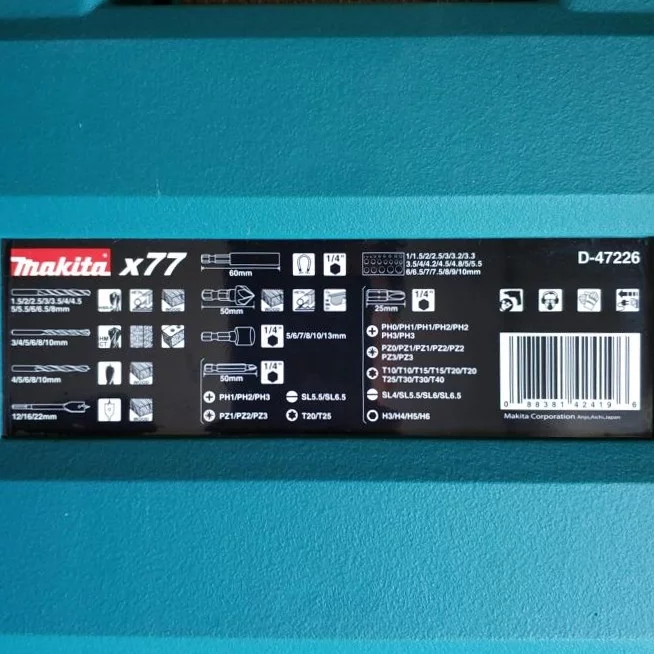 makita x77
1.5/2/2.5/3/3.5/4/4.5
5/5.5/6/6.5/8mm
3/4/5/6/8/10mm
4/5/6/8/10mm
12/16/22mm
60mm
1/4"
50mm
1/4"
5/6/7/8/10/13mm
50mm
1/4"
PH1/PH2/PH3
SL5.5/SL6.5
PZ1/PZ2/PZ3
T20/T25
1/1.5/2/2.5/3/3.2/3.3
3.5/4/4.2/4.5/4.8/5/5.5
6/6.5/7/7.5/8/9/10mm
25mm
1/4"
PH0/PH1/PH1/PH2/PH2
PH3/PH3
PZ0/PZ1/PZ1/PZ2/PZ2
PZ3/PZ3
T10/T10/T15/T15/T20/T20
T25/T30/T30/T40
SL4/SL5.5/SL6/SL6.5
H3/H4/H5/H6
D-47226
0 88381 42419 6
Makita Corporation Anjo,Aichi,Japan